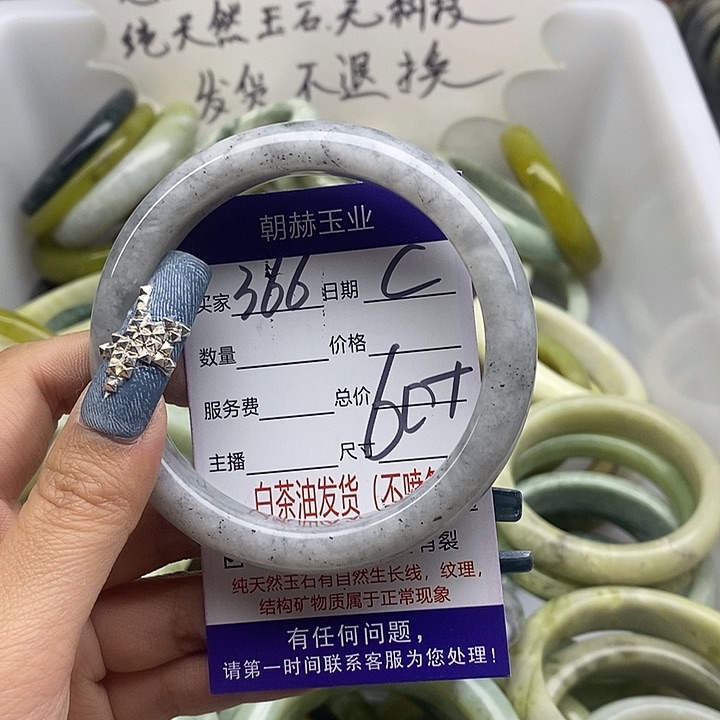 纯天然玉石无
发货 不退换
朝赫玉业
买家 366 日期 C
数量 价格
服务费 总价
主播 尺寸 60+
白茶油发货（不喷
有裂
纯天然玉石有自然生长线，纹理，
结构矿物质属于正常现象
有任何问题，
请第一时间联系客服为您处理！